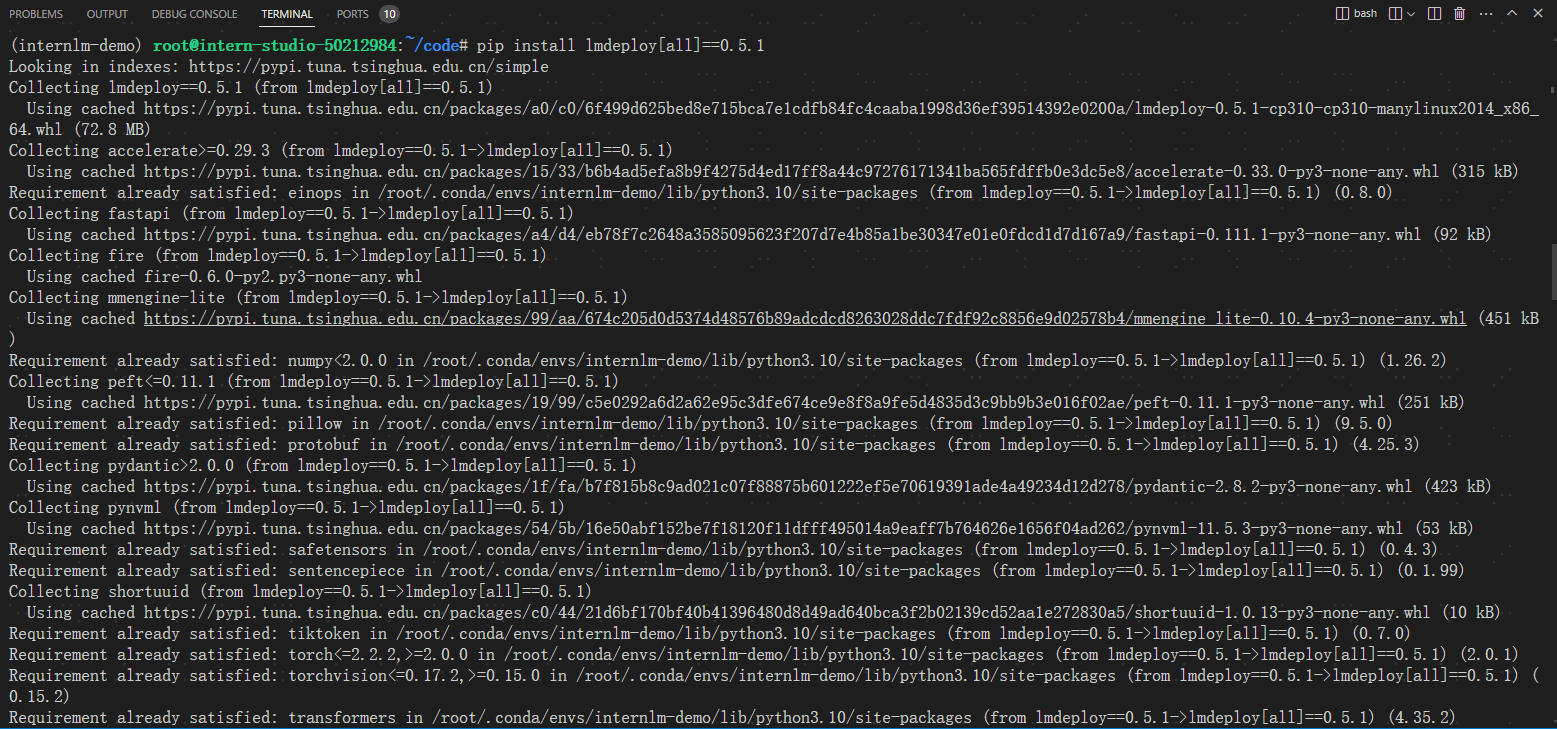 PROBLEMS OUTPUT DEBUG CONSOLE TERMINAL PORTS 10 bash
(internlm-demo) root@intern-studio-50212984:~/code# pip install lmdeploy[all]==0.5.1
Looking in indexes: https://pypi.tuna.tsinghua.edu.cn/simple
Collecting lmdeploy==0.5.1 (from lmdeploy[all]==0.5.1)
Using cached https://pypi.tuna.tsinghua.edu.cn/packages/a0/c0/6f499d625bed8e715bca7e1cdfb84fc4caaba1998d36ef39514392e0200a/lmdeploy-0.5.1-cp310-cp310-manylinux2014_x86_
64.whl (72.8 MB)
Collecting accelerate>=0.29.3 (from lmdeploy==0.5.1->lmdeploy[all]==0.5.1)
Using cached https://pypi.tuna.tsinghua.edu.cn/packages/15/33/b6b4ad5efa8b9f4275d4ed17ff8a44c97276171341ba565fdffb0e3dc5e8/accelerate-0.33.0-py3-none-any.whl (315 kB)
Requirement already satisfied: einops in /root/.conda/envs/internlm-demo/lib/python3.10/site-packages (from lmdeploy==0.5.1->lmdeploy[all]==0.5.1) (0.8.0)
Collecting fastapi (from lmdeploy==0.5.1->lmdeploy[all]==0.5.1)
Using cached https://pypi.tuna.tsinghua.edu.cn/packages/a4/d4/eb78f7c2648a3585095623f207d7e4b85a1be30347e01e0fdcd1d7d167a9/fastapi-0.111.1-py3-none-any.whl (92 kB)
Collecting fire (from lmdeploy==0.5.1->lmdeploy[all]==0.5.1)
Using cached fire-0.6.0-py2.py3-none-any.whl
Collecting mmengine-lite (from lmdeploy==0.5.1->lmdeploy[all]==0.5.1)
Using cached https://pypi.tuna.tsinghua.edu.cn/packages/99/aa/674c205d0d5374d48576b89adcdcd8263028ddc7fdf92c8856e9d02578b4/mmengine_lite-0.10.4-py3-none-any.whl (451 kB
)
Requirement already satisfied: numpy<2.0.0 in /root/.conda/envs/internlm-demo/lib/python3.10/site-packages (from lmdeploy==0.5.1->lmdeploy[all]==0.5.1) (1.26.2)
Collecting peft<=0.11.1 (from lmdeploy==0.5.1->lmdeploy[all]==0.5.1)
Using cached https://pypi.tuna.tsinghua.edu.cn/packages/19/99/c5e0292a6d2a62e95c3dfe674ce9e8f8a9fe5d4835d3c9bb9b3e016f02ae/peft-0.11.1-py3-none-any.whl (251 kB)
Requirement already satisfied: pillow in /root/.conda/envs/internlm-demo/lib/python3.10/site-packages (from lmdeploy==0.5.1->lmdeploy[all]==0.5.1) (9.5.0)
Requirement already satisfied: protobuf in /root/.conda/envs/internlm-demo/lib/python3.10/site-packages (from lmdeploy==0.5.1->lmdeploy[all]==0.5.1) (4.25.3)
Collecting pydantic>2.0.0 (from lmdeploy==0.5.1->lmdeploy[all]==0.5.1)
Using cached https://pypi.tuna.tsinghua.edu.cn/packages/1f/fa/b7f815b8c9ad021c07f88875b601222ef5e70619391ade4a49234d12d278/pydantic-2.8.2-py3-none-any.whl (423 kB)
Collecting pynvml (from lmdeploy==0.5.1->lmdeploy[all]==0.5.1)
Using cached https://pypi.tuna.tsinghua.edu.cn/packages/54/5b/16e50abf152be7f18120f11dfff495014a9eaff7b764626e1656f04ad262/pynvml-11.5.3-py3-none-any.whl (53 kB)
Requirement already satisfied: safetensors in /root/.conda/envs/internlm-demo/lib/python3.10/site-packages (from lmdeploy==0.5.1->lmdeploy[all]==0.5.1) (0.4.3)
Requirement already satisfied: sentencepiece in /root/.conda/envs/internlm-demo/lib/python3.10/site-packages (from lmdeploy==0.5.1->lmdeploy[all]==0.5.1) (0.1.99)
Collecting shortuuid (from lmdeploy==0.5.1->lmdeploy[all]==0.5.1)
Using cached https://pypi.tuna.tsinghua.edu.cn/packages/c0/44/21d6bf170bf40b41396480d8d49ad640bca3f2b02139cd52aa1e272830a5/shortuuid-1.0.13-py3-none-any.whl (10 kB)
Requirement already satisfied: tiktoken in /root/.conda/envs/internlm-demo/lib/python3.10/site-packages (from lmdeploy==0.5.1->lmdeploy[all]==0.5.1) (0.7.0)
Requirement already satisfied: torch<=2.2.2,>=2.0.0 in /root/.conda/envs/internlm-demo/lib/python3.10/site-packages (from lmdeploy==0.5.1->lmdeploy[all]==0.5.1) (2.0.1)
Requirement already satisfied: torchvision<=0.17.2,>=0.15.0 in /root/.conda/envs/internlm-demo/lib/python3.10/site-packages (from lmdeploy==0.5.1->lmdeploy[all]==0.5.1) (
0.15.2)
Requirement already satisfied: transformers in /root/.conda/envs/internlm-demo/lib/python3.10/site-packages (from lmdeploy==0.5.1->lmdeploy[all]==0.5.1) (4.35.2)